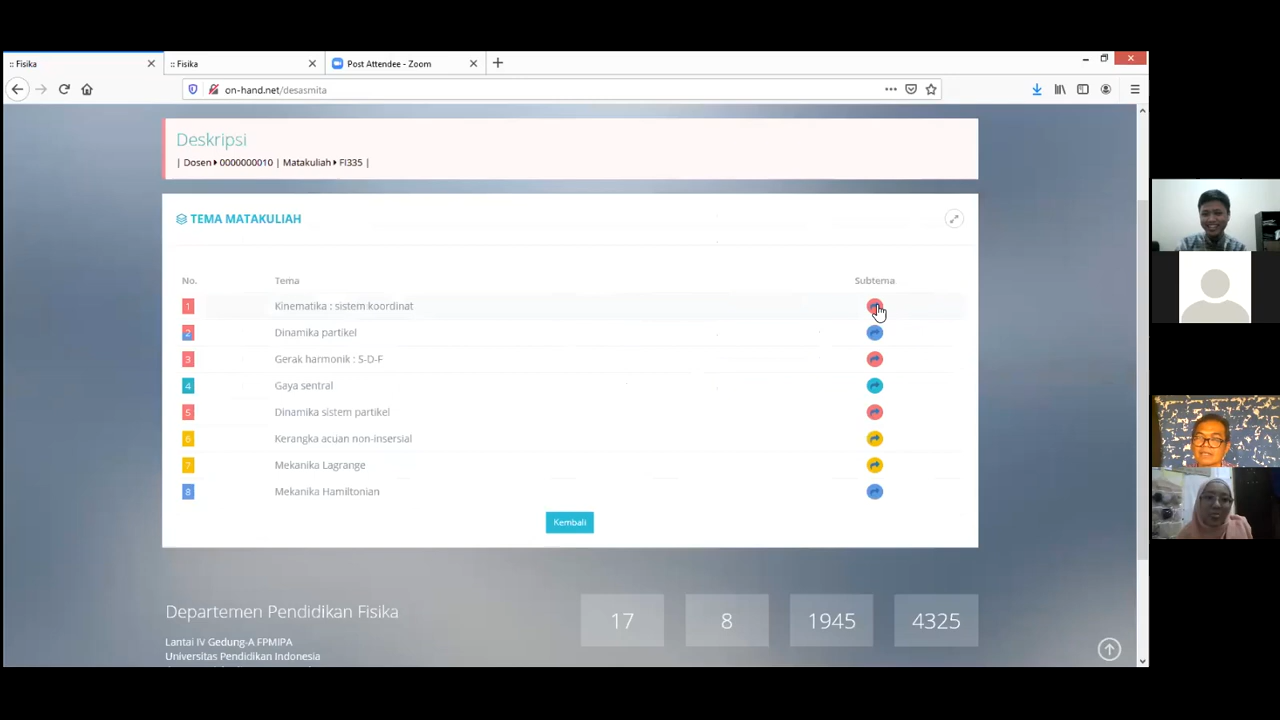 :: Fisika
:: Fisika
Post Attendee - Zoom
on-hand.net/desasmita
Deskripsi
| Dosen 0000000010 | Matakuliah FI335 |
TEMA MATAKULIAH
No. Tema Subtema
1 Kinematika : sistem koordinat
2 Dinamika partikel
3 Gerak harmonik : S-D-F
4 Gaya sentral
5 Dinamika sistem partikel
6 Kerangka acuan non-insersial
7 Mekanika Lagrange
8 Mekanika Hamiltonian
Kembali
Departemen Pendidikan Fisika
17 8 1945 4325
Lantai IV Gedung-A FPMIPA
Universitas Pendidikan Indonesia